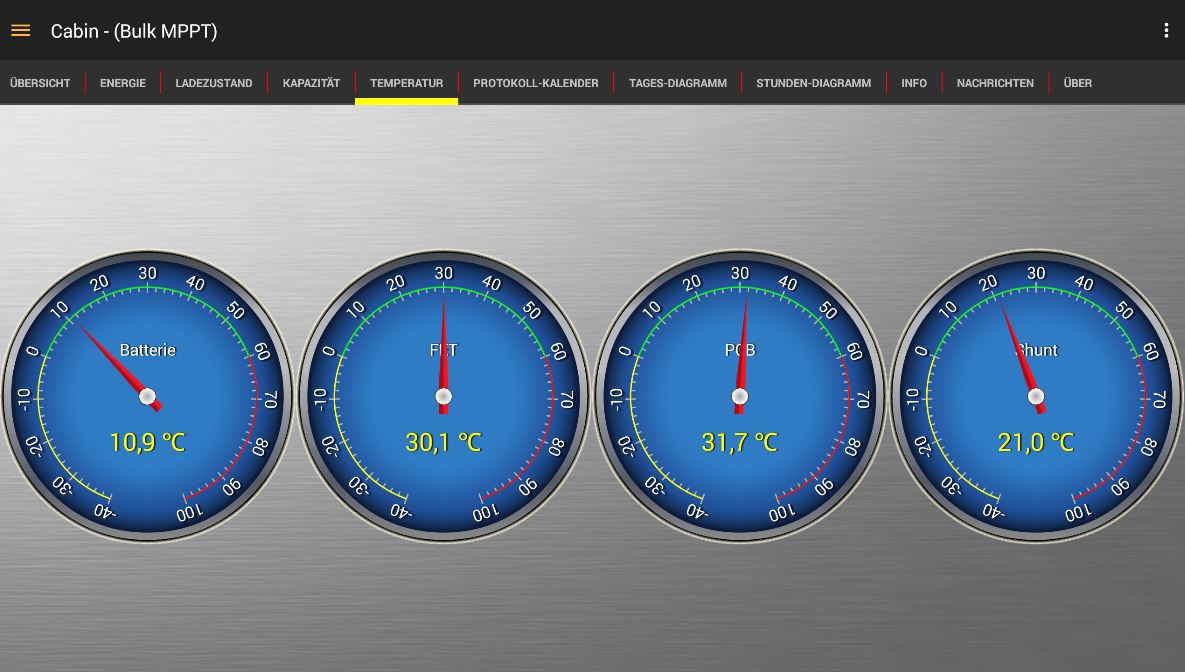 Cabin - (Bulk MPPT)
ÜBERSICHT ENERGIE LADEZUSTAND KAPAZITÄT TEMPERATUR PROTOKOLL-KALENDER TAGES-DIAGRAMM STUNDEN-DIAGRAMM INFO NACHRICHTEN ÜBER
-40 -30 -20 -10 0 10 20 30 40 50 60 70 80 90 100
Batterie
10,9 °C
-40 -30 -20 -10 0 10 20 30 40 50 60 70 80 90 100
FET
30,1 °C
-40 -30 -20 -10 0 10 20 30 40 50 60 70 80 90 100
PCB
31,7 °C
-40 -30 -20 -10 0 10 20 30 40 50 60 70 80 90 100
Shunt
21,0 °C